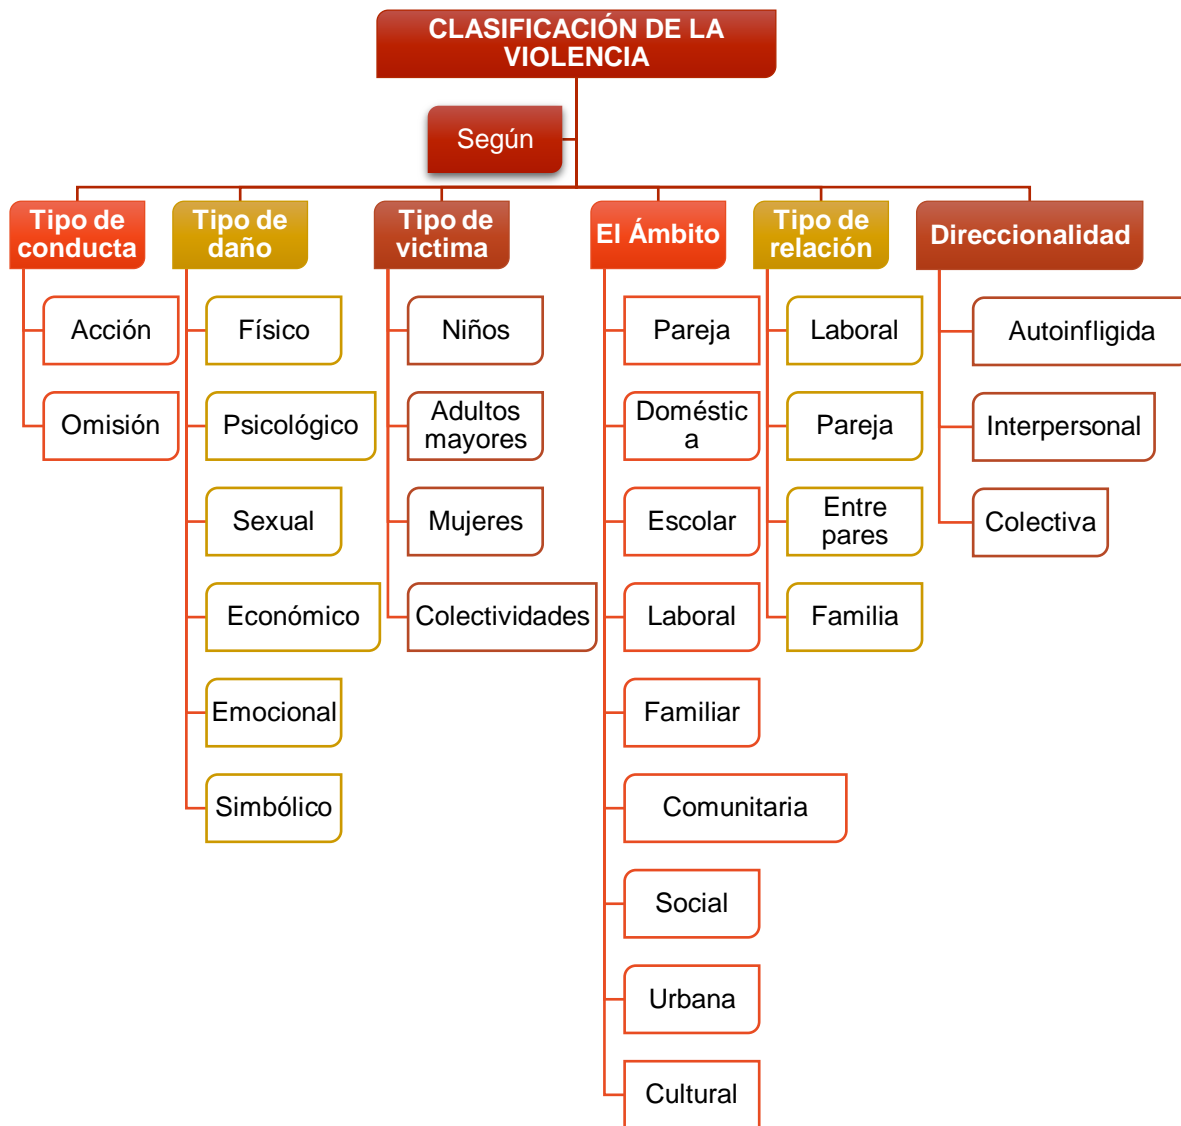 CLASIFICACIÓN DE LA
VIOLENCIA
Según
Tipo de
conducta
Acción
Omisión
Tipo de
daño
Físico
Psicológico
Sexual
Económico
Emocional
Simbólico
Tipo de
victima
Niños
Adultos
mayores
Mujeres
Colectividades
El Ámbito
Pareja
Doméstic
a
Escolar
Laboral
Familiar
Comunitaria
Social
Urbana
Cultural
Tipo de
relación
Laboral
Pareja
Entre
pares
Familia
Direccionalidad
Autoinfligida
Interpersonal
Colectiva